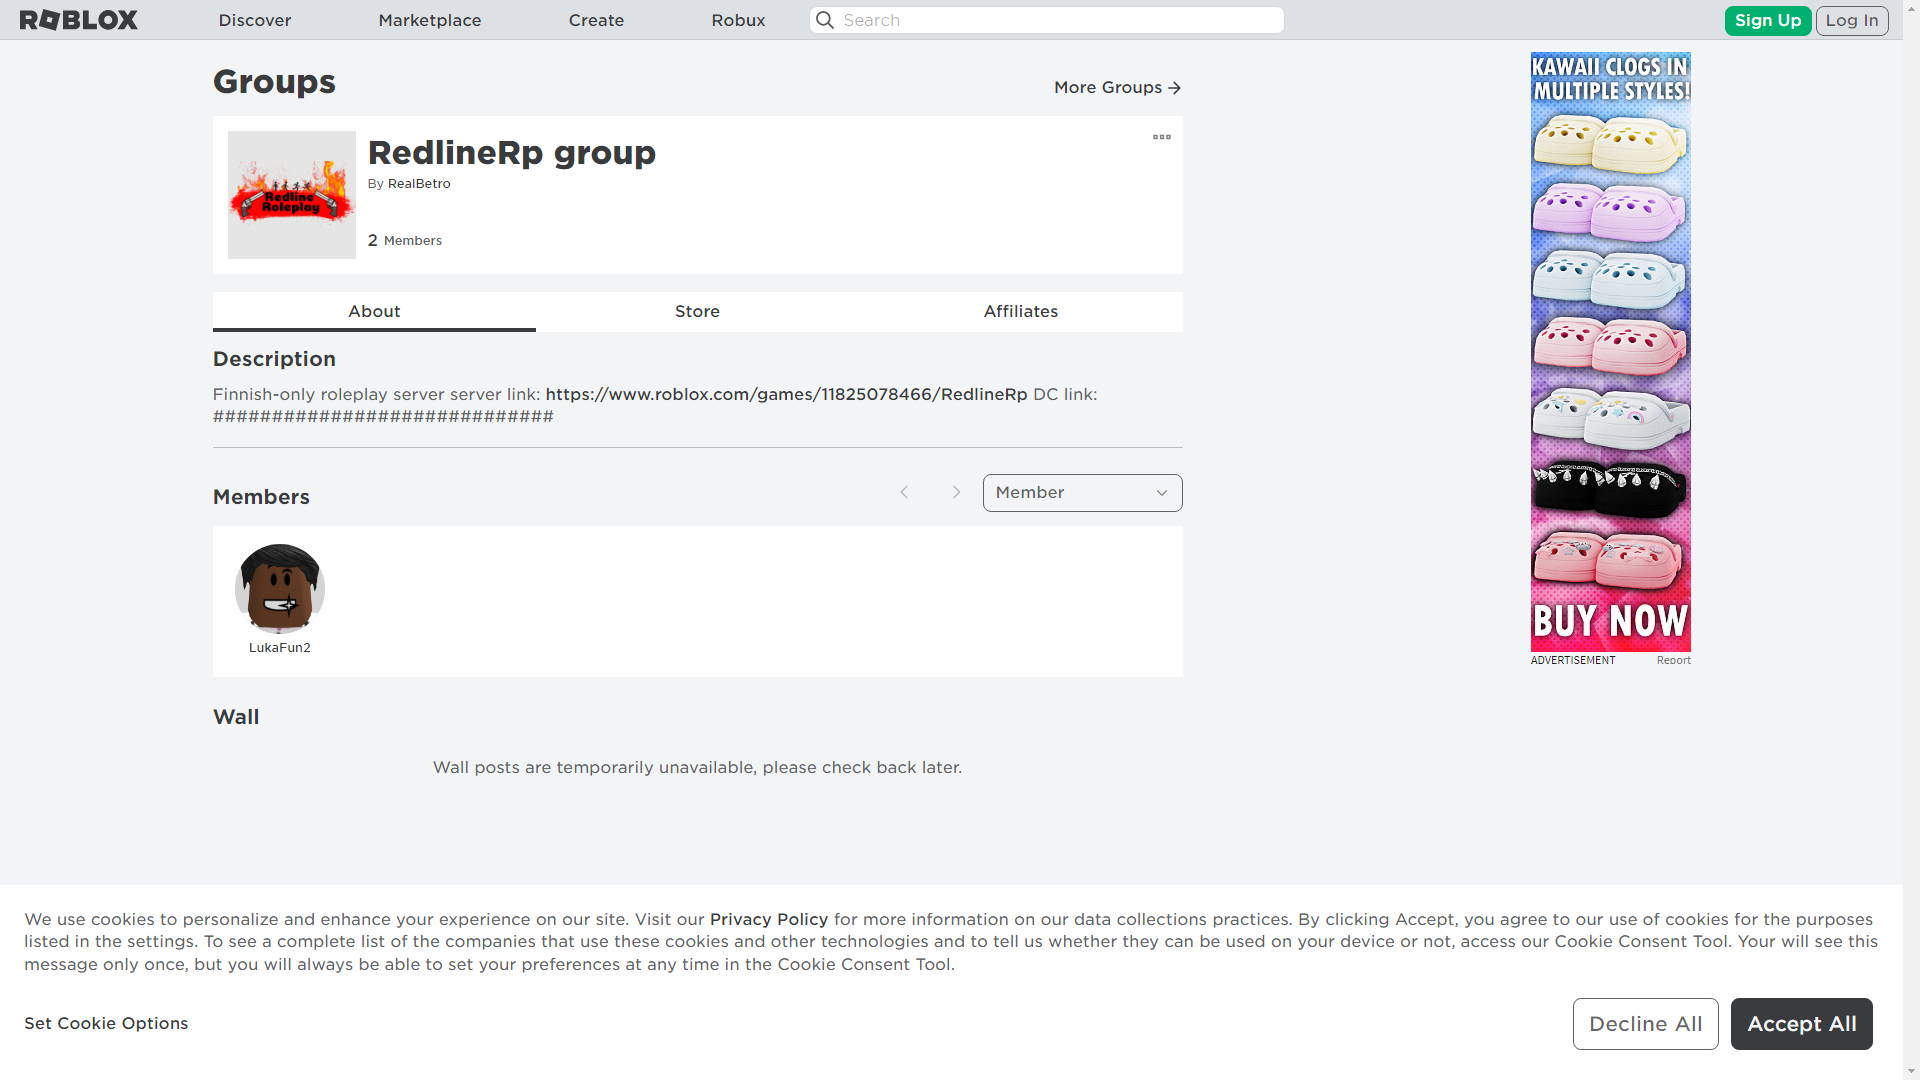 ROBLOX
Discover
Marketplace
Create
Robux
Search
Sign Up
Log In
Groups
More Groups
Redline
Roleplay
RedlineRp group
By RealBetro
2 Members
About
Store
Affiliates
Description
Finnish-only roleplay server server link: https://www.roblox.com/games/11825078466/RedlineRp DC link:
#############################
Members
Member
LukaFun2
Wall
Wall posts are temporarily unavailable, please check back later.
KAWAII CLOGS IN
MULTIPLE STYLES!
BUY NOW
ADVERTISEMENT
Report
We use cookies to personalize and enhance your experience on our site. Visit our Privacy Policy for more information on our data collections practices. By clicking Accept, you agree to our use of cookies for the purposes
listed in the settings. To see a complete list of the companies that use these cookies and other technologies and to tell us whether they can be used on your device or not, access our Cookie Consent Tool. Your will see this
message only once, but you will always be able to set your preferences at any time in the Cookie Consent Tool.
Set Cookie Options
Decline All
Accept All